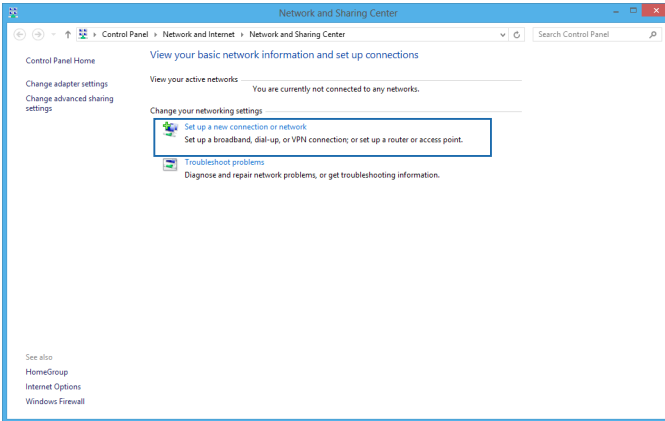 Network and Sharing Center
Control Panel Network and Internet Network and Sharing Center
Search Control Panel
Control Panel Home
Change adapter settings
Change advanced sharing
settings
View your basic network information and set up connections
View your active networks
You are currently not connected to any networks.
Change your networking settings
Set up a new connection or network
Set up a broadband, dial-up, or VPN connection; or set up a router or access point.
Troubleshoot problems
Diagnose and repair network problems, or get troubleshooting information.
See also
HomeGroup
Internet Options
Windows Firewall